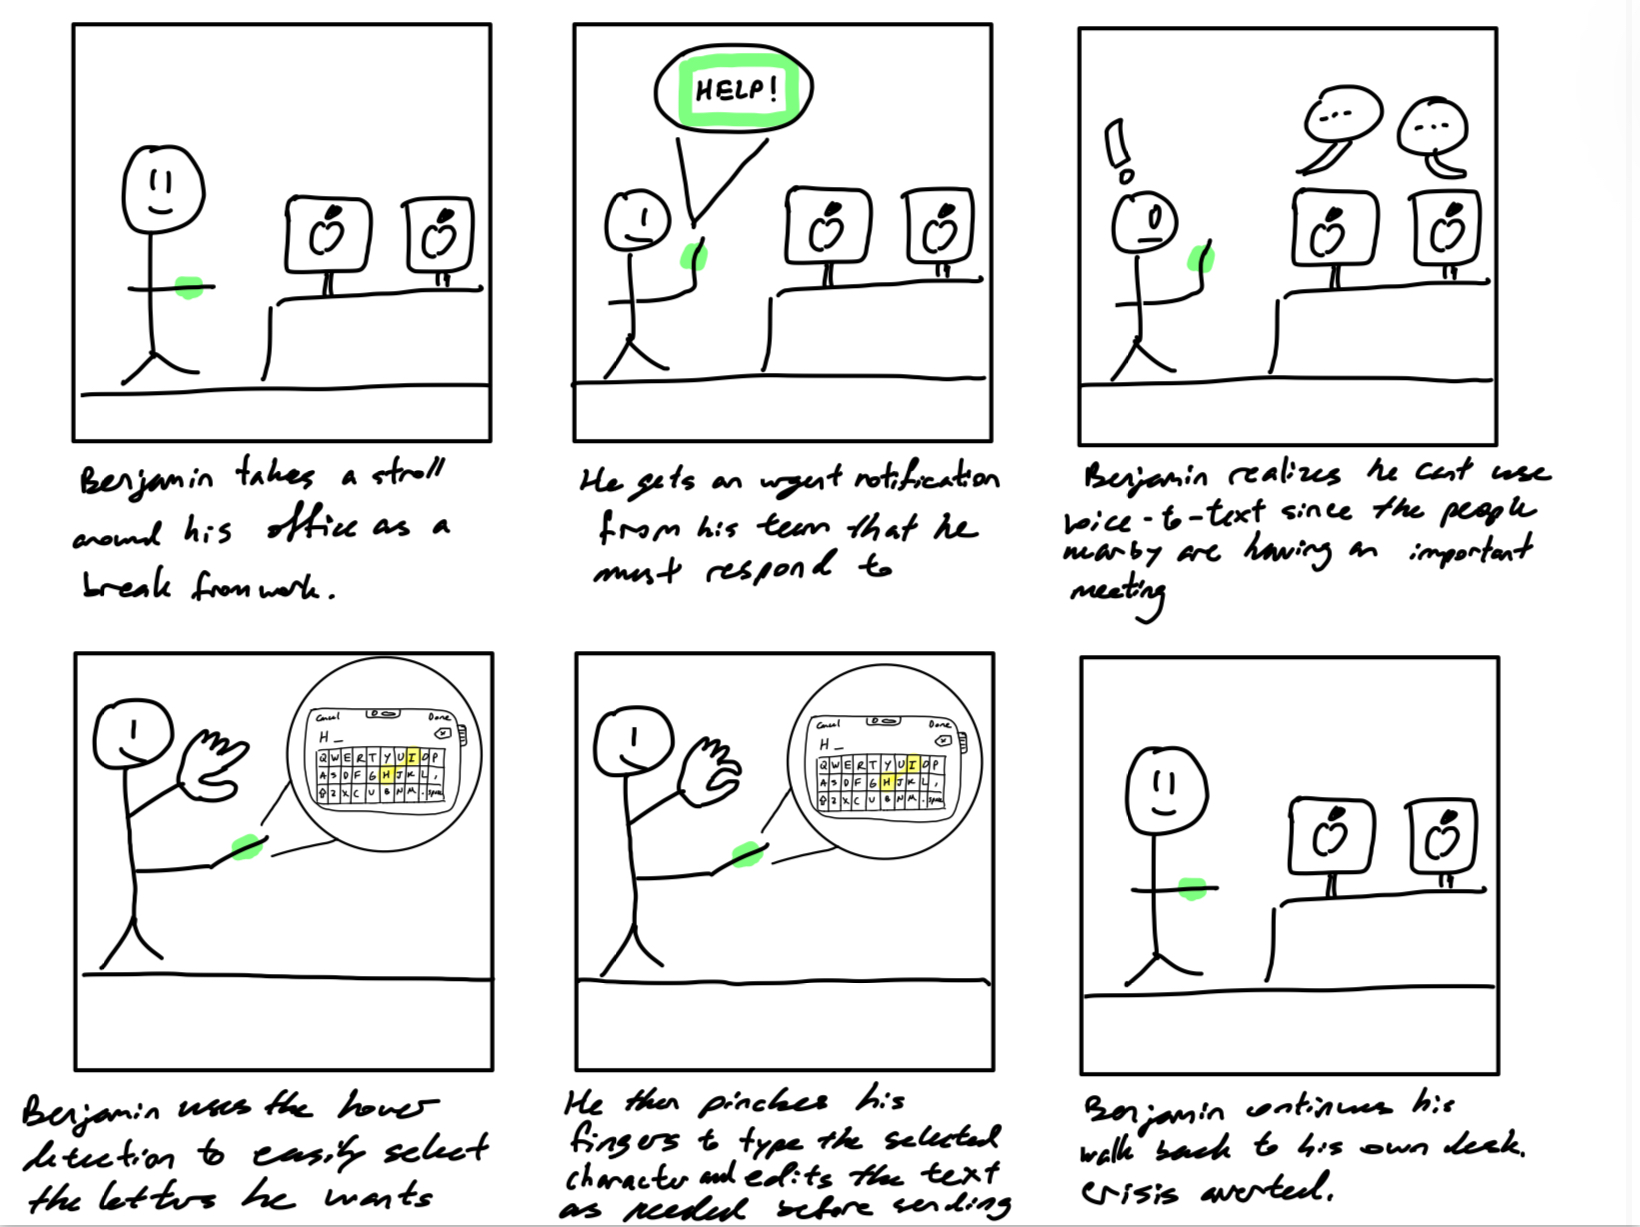 HELP!
Benjamin takes a stroll
around his office as a
break from work.
He gets an urgent notification
from his team that he
must respond to
Benjamin realizes he cant use
voice-to-text since the people
nearby are having an important
meeting
Cancel Done
H _
Q W E R T Y U I O P
A S D F G H J K L ,
Z X C V B N M . space
Cancel Done
H _
Q W E R T Y U I O P
A S D F G H J K L ,
Z X C V B N M . space
Benjamin uses the hover
detection to easily select
the letters he wants
He then pinches his
fingers to type the selected
character and edits the text
as needed before sending
Benjamin continues his
walk back to his own desk.
crisis averted.